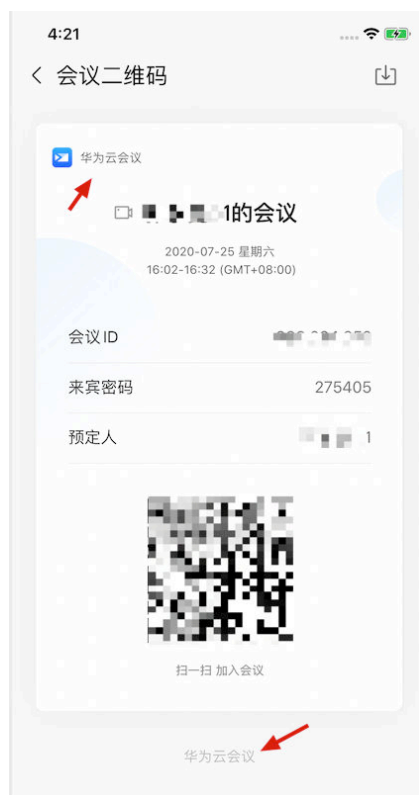 4:21
会议二维码
华为云会议
1的会议
2020-07-25 星期六
16:02-16:32 (GMT+08:00)
会议 ID
来宾密码 275405
预定人 1
扫一扫 加入会议
华为云会议